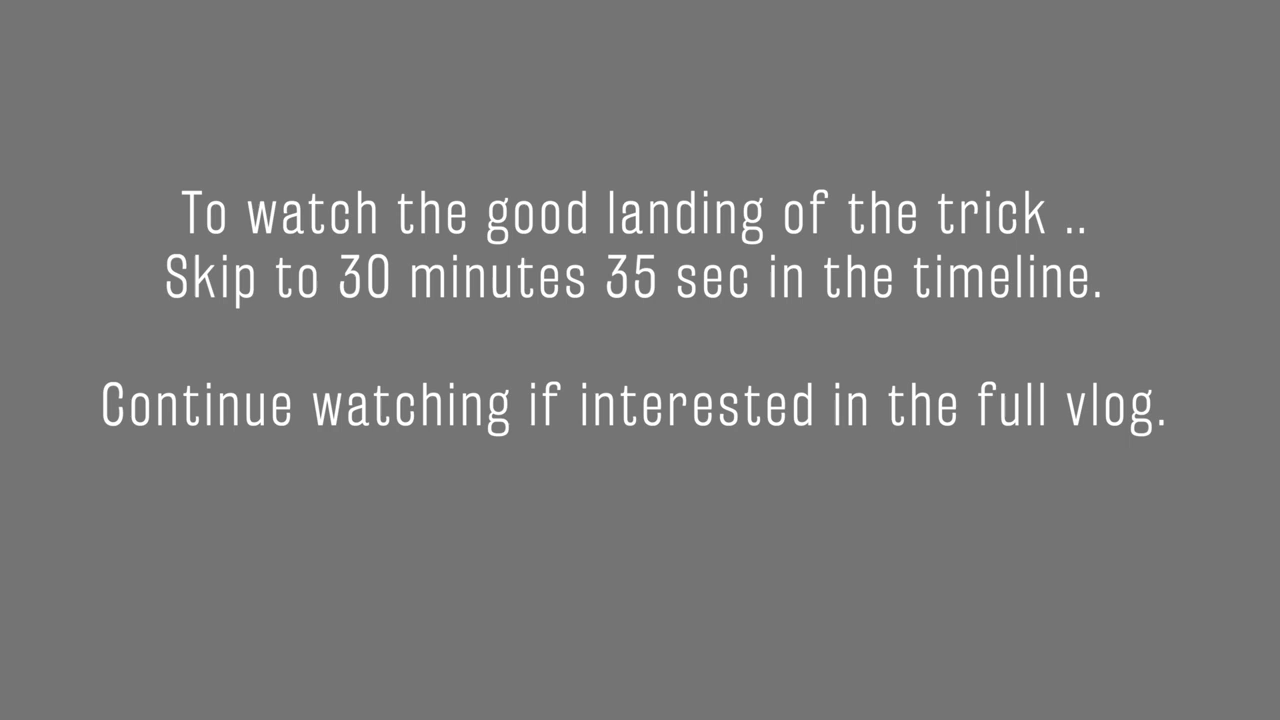 To watch the good landing of the trick ..
Skip to 30 minutes 35 sec in the timeline.
Continue watching if interested in the full vlog.